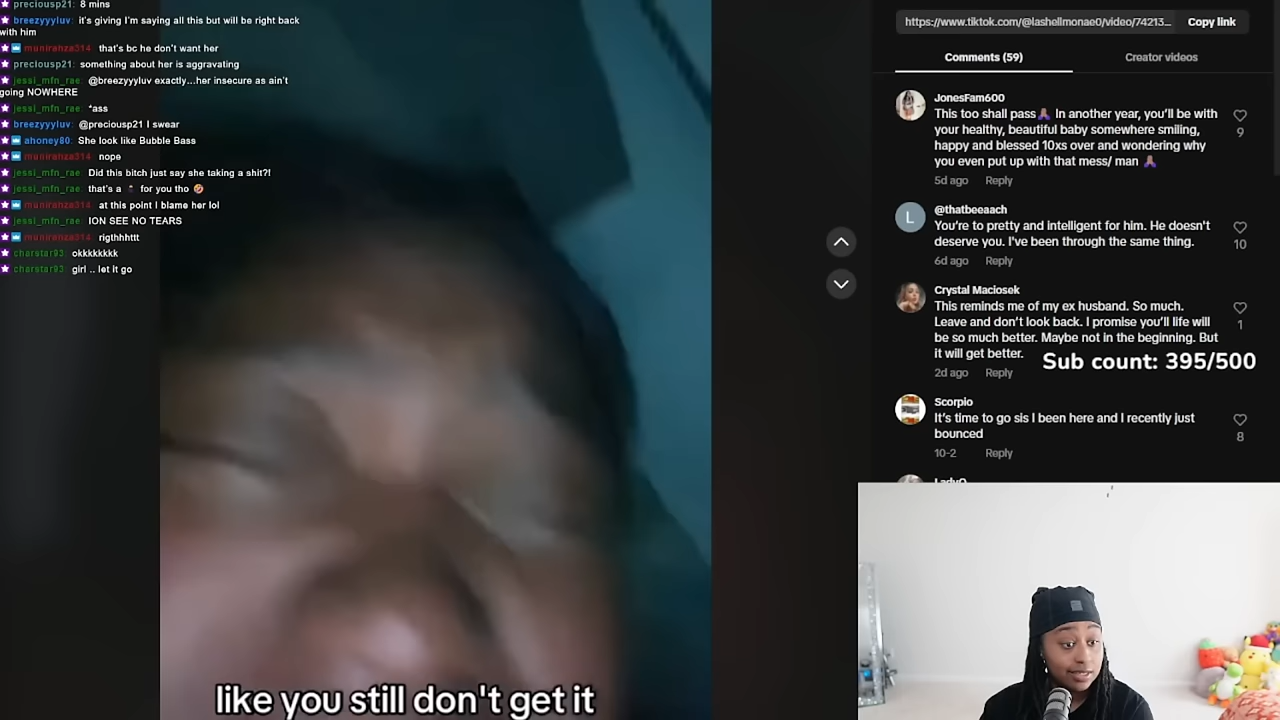 preciousp21: 8 mins
breezyyyluv: it's giving I'm saying all this but will be right back
with him
munirahza314 that's bc he don't want her
preciousp21: something about her is aggravating
jessi_mfn_rae: @breezyyyluv exactly...her insecure as ain't
going NOWHERE
jessi_mfn_rae: *ass
breezyyyluv: @preciousp21 I swear
ahoney80: She look like Bubble Bass
munirahza314 nope
jessi_mfn_rae: Did this bitch just say she taking a shit?!
jessi_mfn_rae: that's a 💄 for you tho 🤣
munirahza314 at this point I blame her lol
jessi_mfn_rae: ION SEE NO TEARS
munirahza314 rigthhhttt
charstar93: okkkkkkkk
charstar93: girl .. let it go
like you still don't get it
https://www.tiktok.com/@lashellmonae0/video/74213...
Copy link
Comments (59)
Creator videos
JonesFam600
This too shall pass🙏🏾 In another year, you'll be with
your healthy, beautiful baby somewhere smiling,
happy and blessed 10xs over and wondering why
you even put up with that mess/ man 🙏🏾
9
5d ago Reply
L
@thatbeeaach
You're to pretty and intelligent for him. He doesn't
deserve you. I've been through the same thing.
10
6d ago Reply
Crystal Maciosek
This reminds me of my ex husband. So much.
Leave and don't look back. I promise you'll life will
be so much better. Maybe not in the beginning. But
it will get better.
1
Sub count: 395/500
2d ago Reply
Scorpio
It's time to go sis I been here and I recently just
bounced
8
10-2 Reply
LadyQ